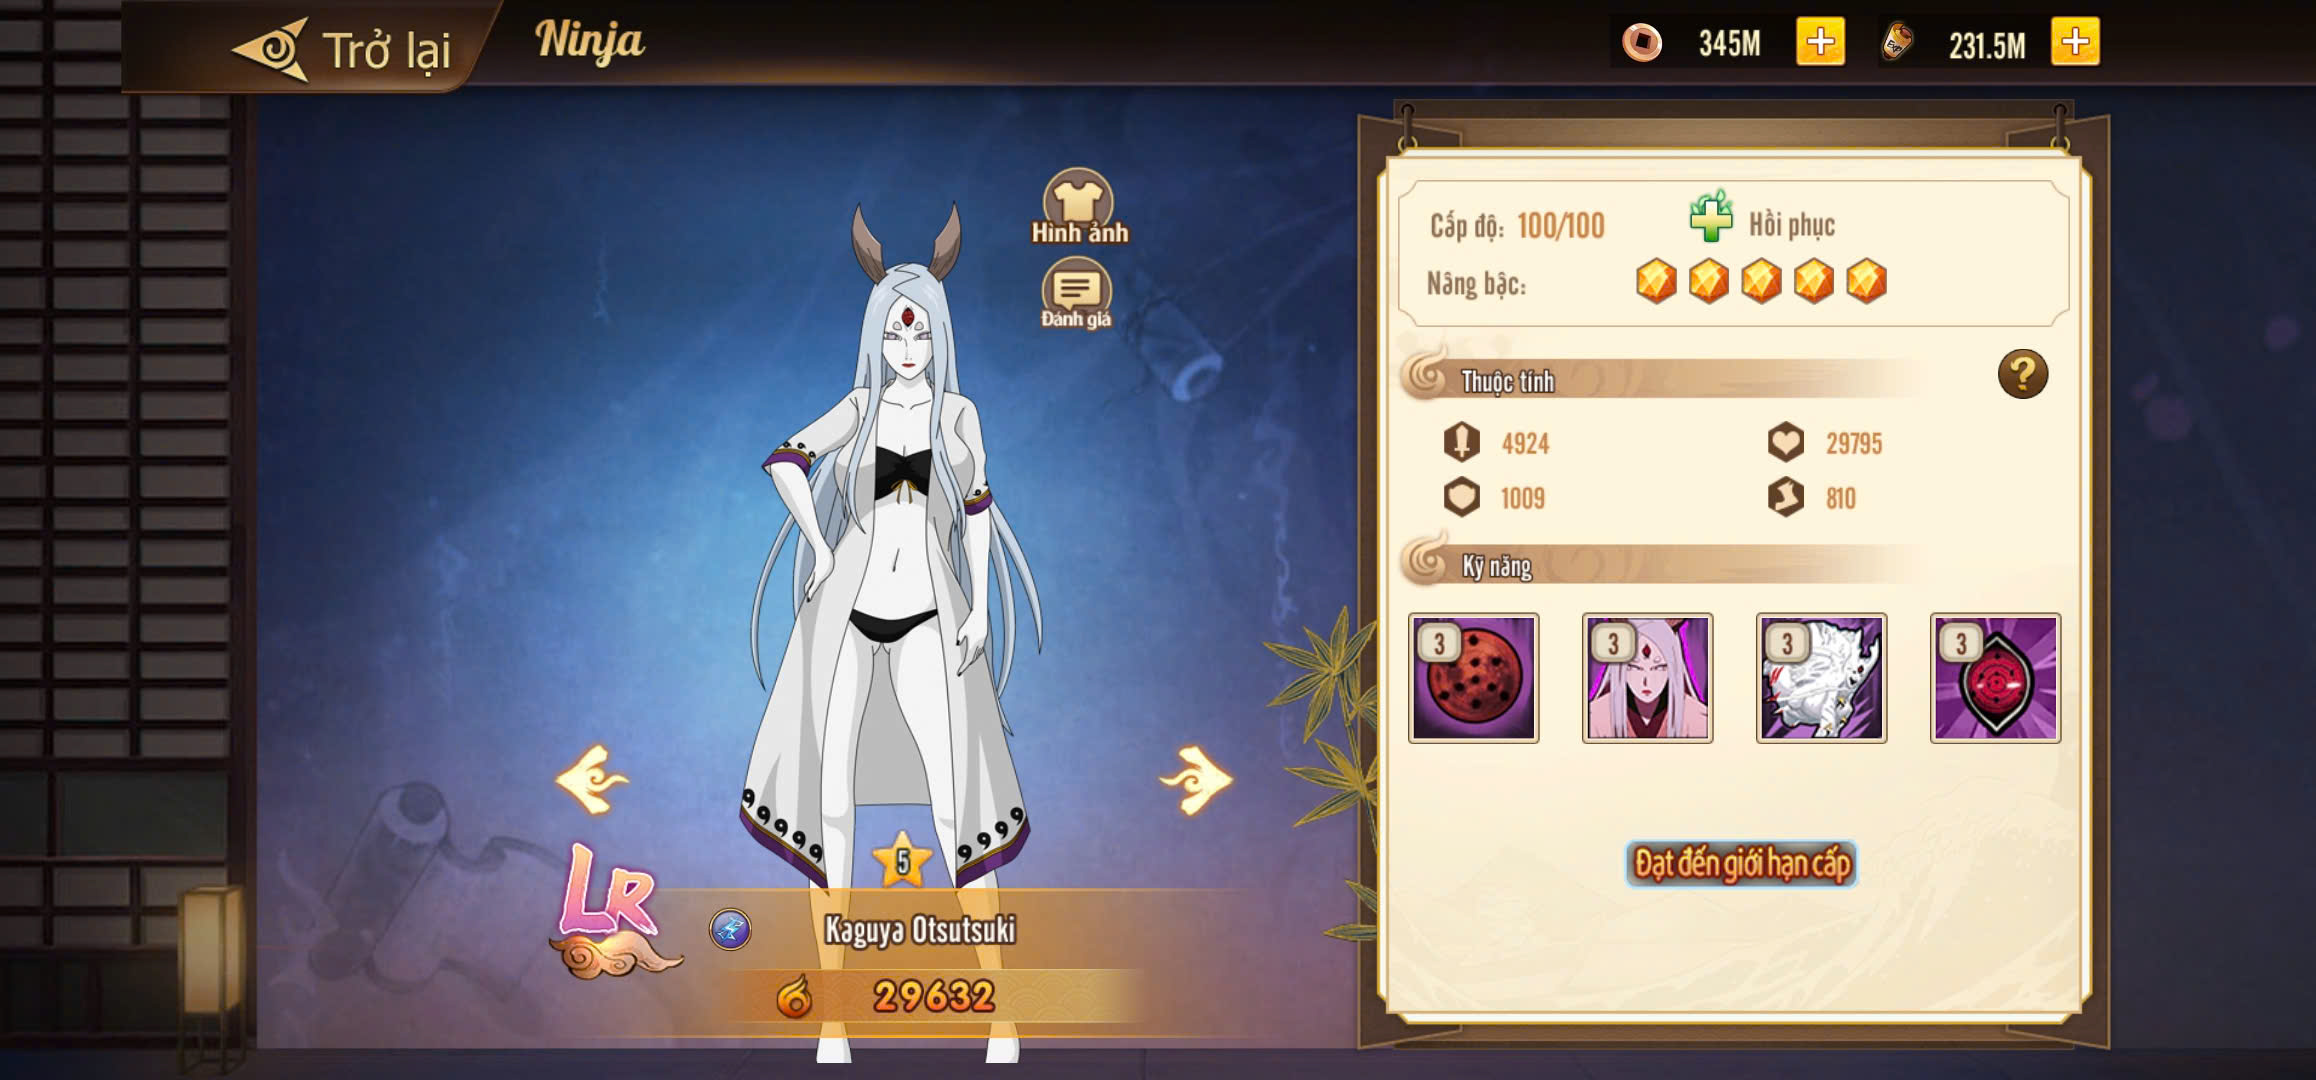 Trở lại
Ninja
345M
231.5M
Hình ảnh
Đánh giá
LR
5
Kaguya Otsutsuki
29632
Cấp độ: 100/100
Hồi phục
Nâng bậc:
Thuộc tính
?
4924
29795
1009
810
Kỹ năng
3
3
3
3
Đạt đến giới hạn cấp